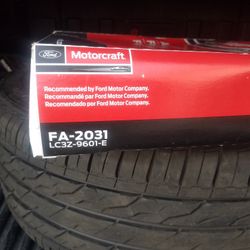 Ford
Motorcraft
Recommended by Ford Motor Company
Recommandé par Ford Motor Company
Recomendado por Ford Motor Company
FA-2031
LC3Z-9601-E